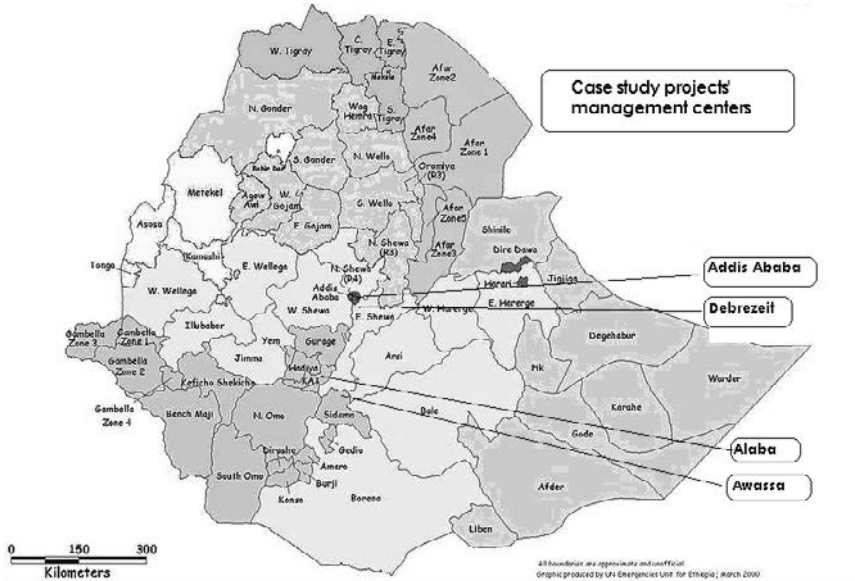 Case study projects'
management centers
W. Tigray
C.
Tigray
E.
Tigray
Mekele
S.
Tigray
Afar
Zone2
N. Gonder
Wag
Hemra
Afar
Zone4
Afar
Zone 1
Bahir Dar
S. Gonder
N. Wello
Oromiya
(R3)
Metekel
Agew
Awi
W.
Gojam
E. Gojam
S. Wello
Afar
Zone5
Afar
Zone3
Asosa
Kamashi
Tongo
N. Shewa
(R3)
Shinile
Dire Dawa
Jijiga
Harari
E. Wellega
N. Shewa
(R4)
Addis
Ababa
W. Wellega
W. Shewa
E. Shewa
W. Harerge
E. Harerge
Addis Ababa
Debrezeit
Illubabor
Yem
Gurage
Arsi
Degehabur
Gambella
Zone 3
Gambella
Zone 1
Gambella
Zone 2
Jimma
Hadiya
KAT
Fik
Warder
Keficho Shekicho
Gambella
Zone 4
Bench Maji
N. Omo
Sidama
Bale
Korahe
Gode
Alaba
Gedio
Dirashe
Amaro
Burji
South Omo
Konso
Borena
Afder
Awassa
Liben
0 150 300
Kilometers
All boundaries are approximate and unofficial
Graphic produced by UN-Emergencies Unit for Ethiopia; March 2000